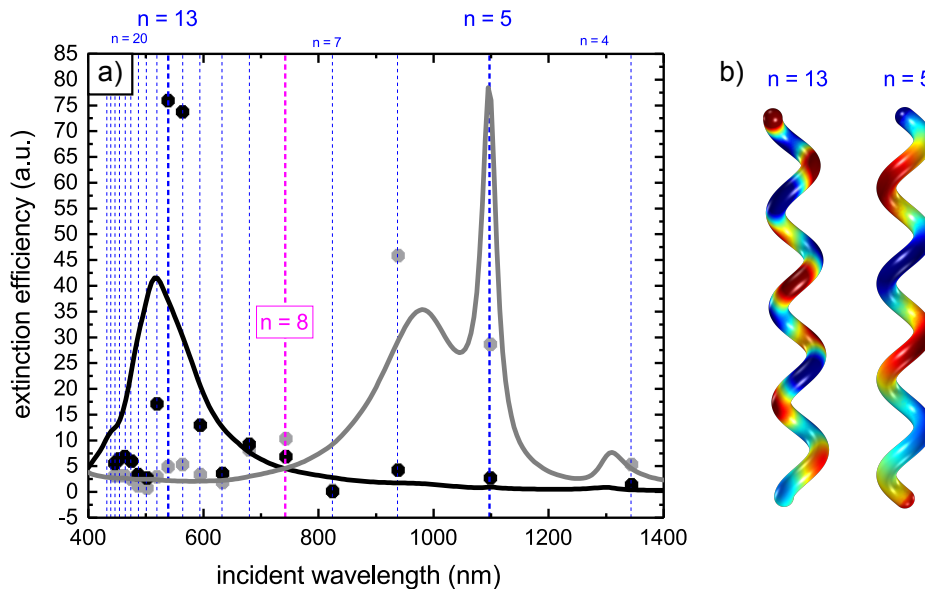 n = 13
n = 5
n = 20
n = 7
n = 4
a)
b)
n = 13
n = 5
85
80
75
70
65
60
55
50
45
40
35
30
25
20
15
10
5
0
-5
extinction efficiency (a.u.)
n = 8
400
600
800
1000
1200
1400
incident wavelength (nm)